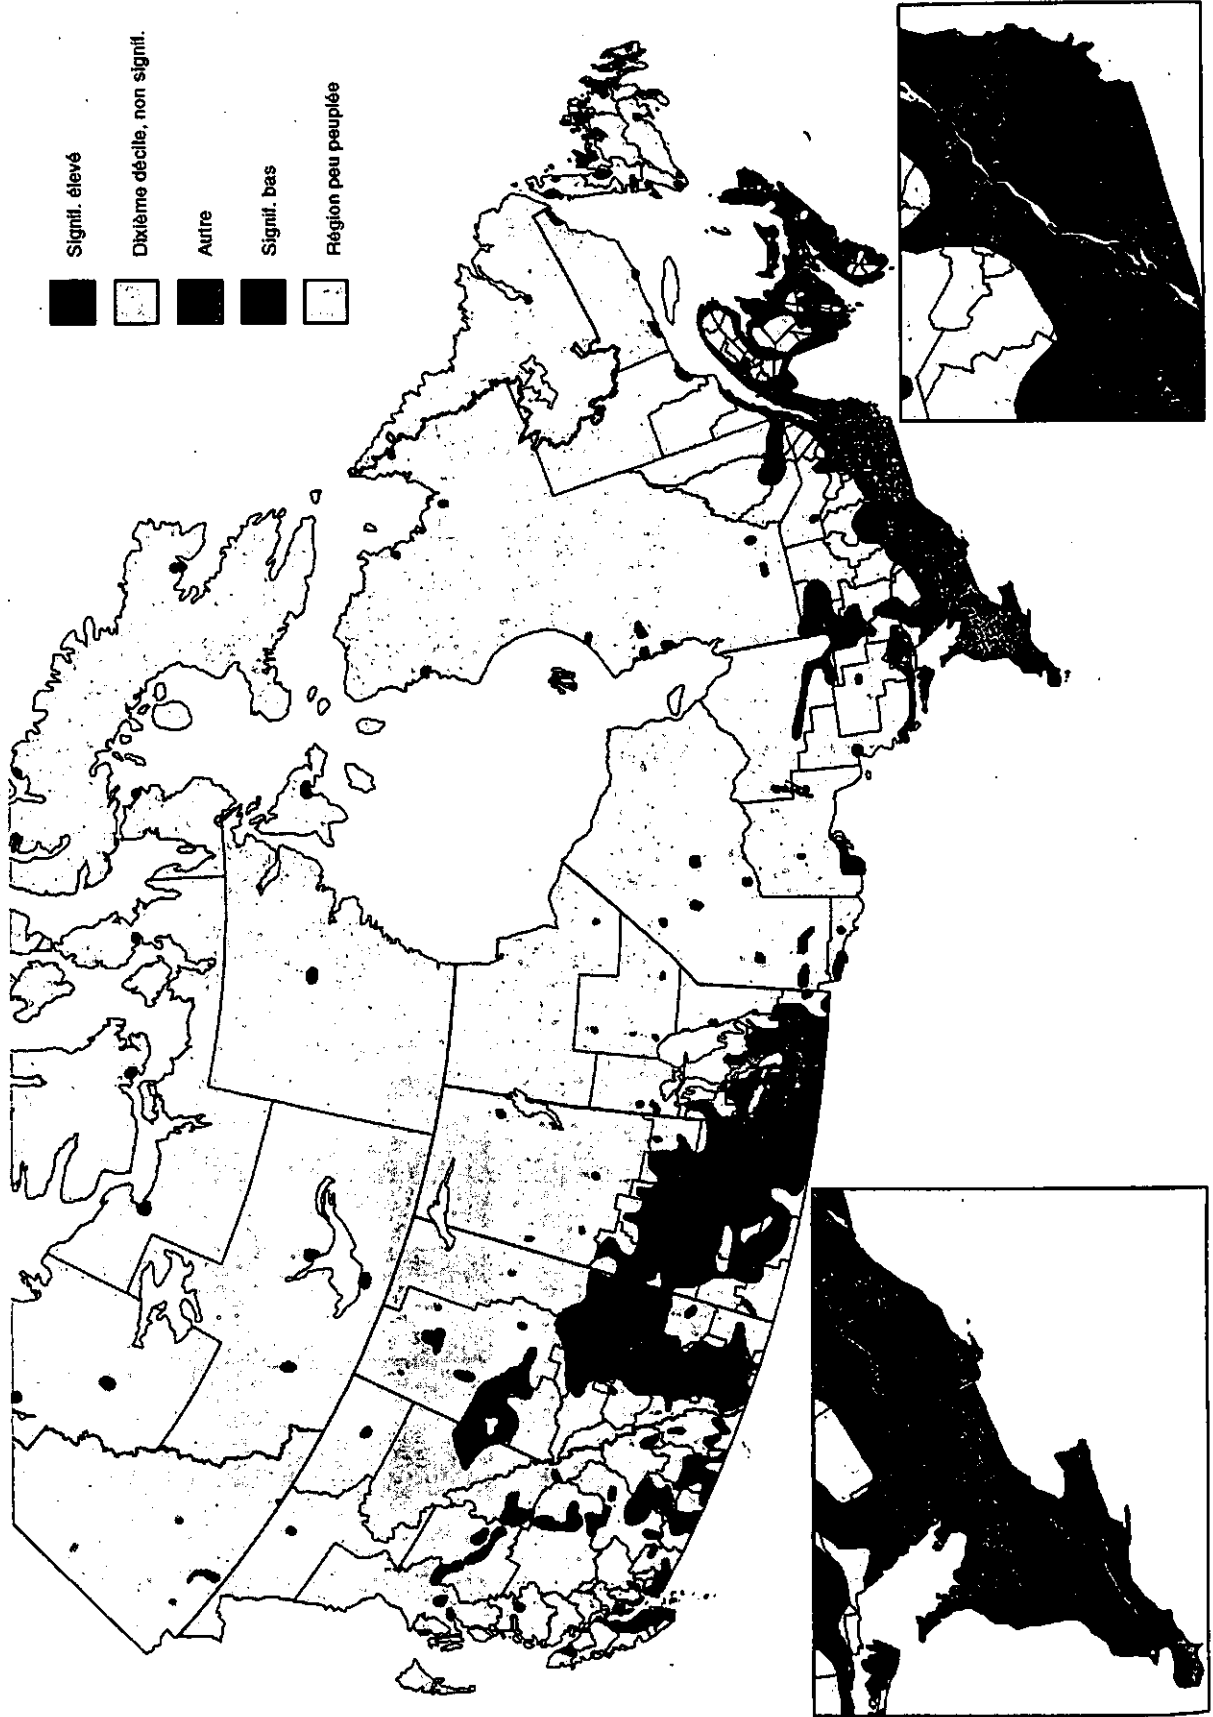 Signif. élevé
Dixième décile, non signif.
Autre
Signif. bas
Région peu peuplée